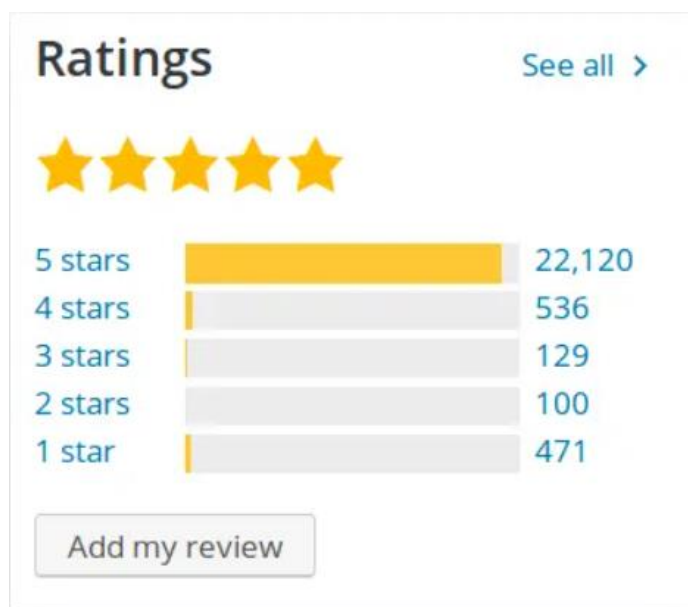 Ratings See all >
5 stars 22,120
4 stars 536
3 stars 129
2 stars 100
1 star 471
Add my review